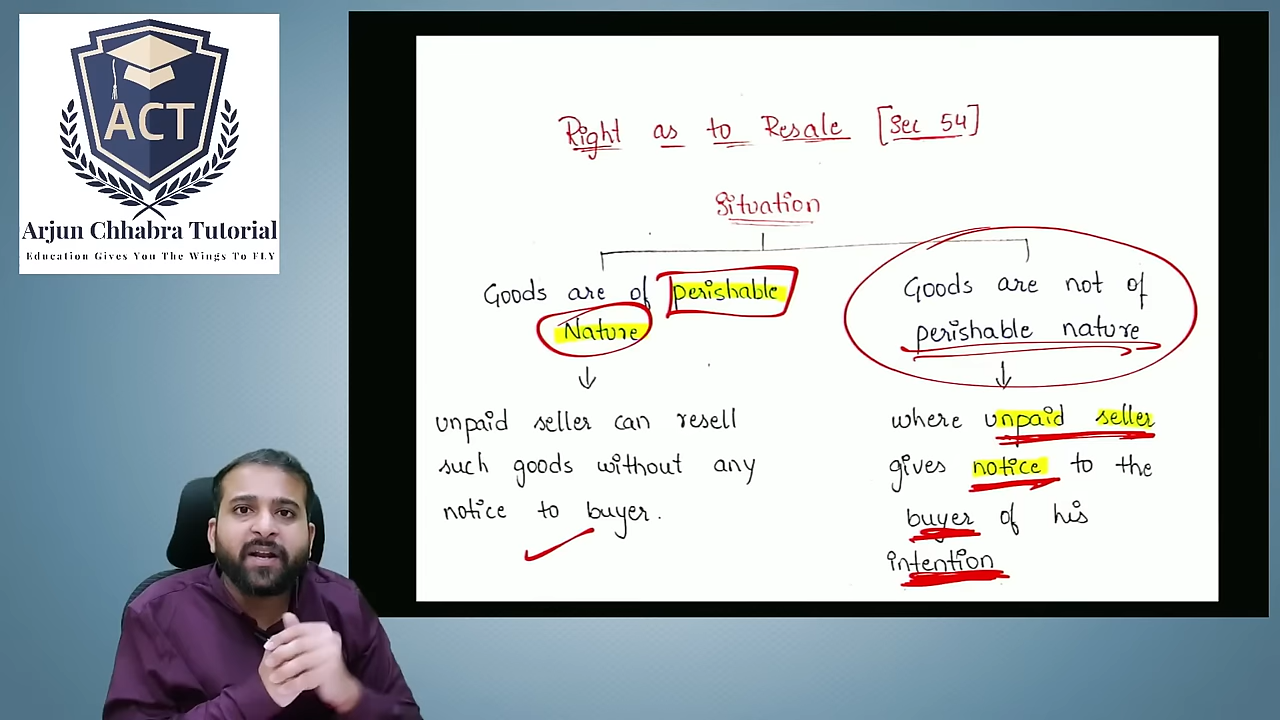 ACT
Arjun Chhabra Tutorial
Education Gives You The Wings To FLY
Right as to Resale [Sec 54]
Situation
Goods are of perishable
Nature
unpaid seller can resell
such goods without any
notice to buyer.
Goods are not of
perishable nature
where unpaid seller
gives notice to the
buyer of his
intention